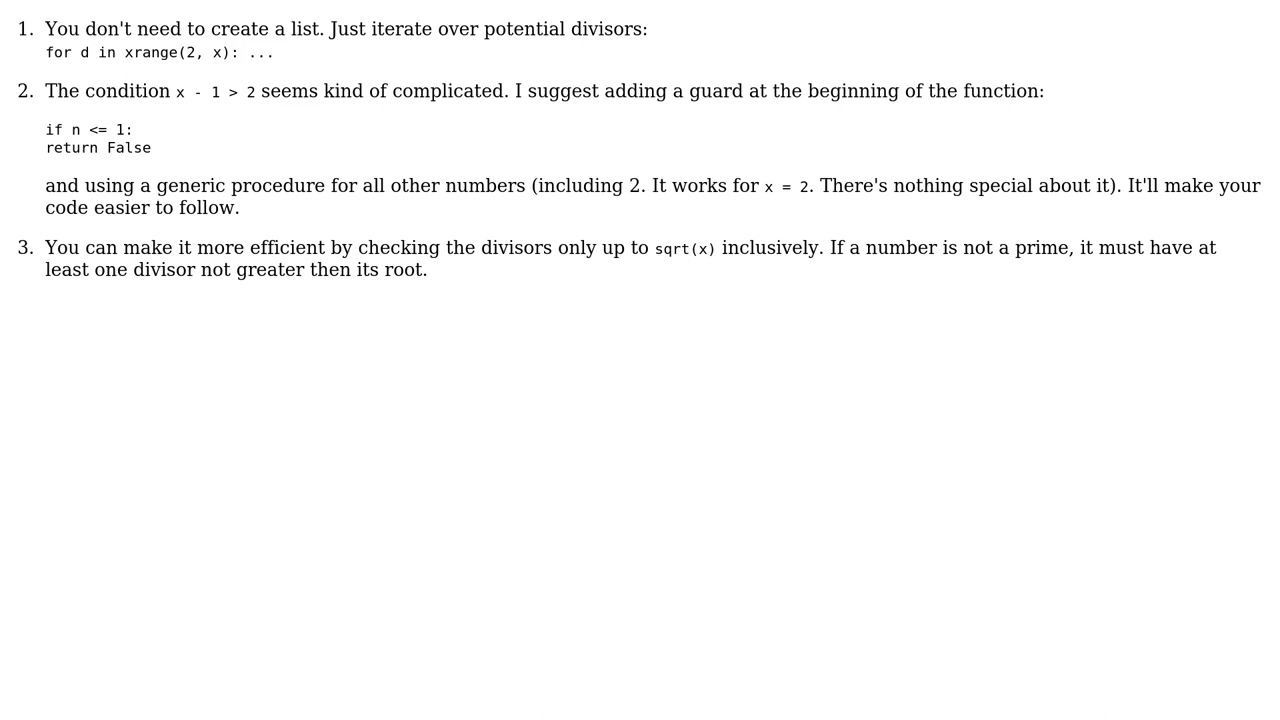 1. You don't need to create a list. Just iterate over potential divisors:
for d in xrange(2, x): ...
2. The condition x - 1 > 2 seems kind of complicated. I suggest adding a guard at the beginning of the function:
if n <= 1:
return False
and using a generic procedure for all other numbers (including 2. It works for x = 2. There's nothing special about it). It'll make your
code easier to follow.
3. You can make it more efficient by checking the divisors only up to sqrt(x) inclusively. If a number is not a prime, it must have at
least one divisor not greater then its root.